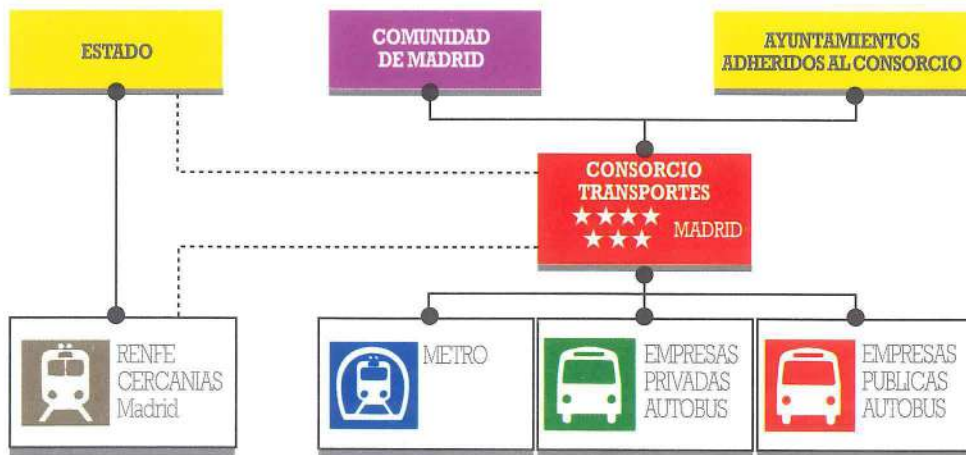 ESTADO
COMUNIDAD
DE MADRID
AYUNTAMIENTOS
ADHERIDOS AL CONSORCIO
CONSORCIO
TRANSPORTES
MADRID
RENFE
CERCANIAS
Madrid
METRO
EMPRESAS
PRIVADAS
AUTOBUS
EMPRESAS
PUBLICAS
AUTOBUS